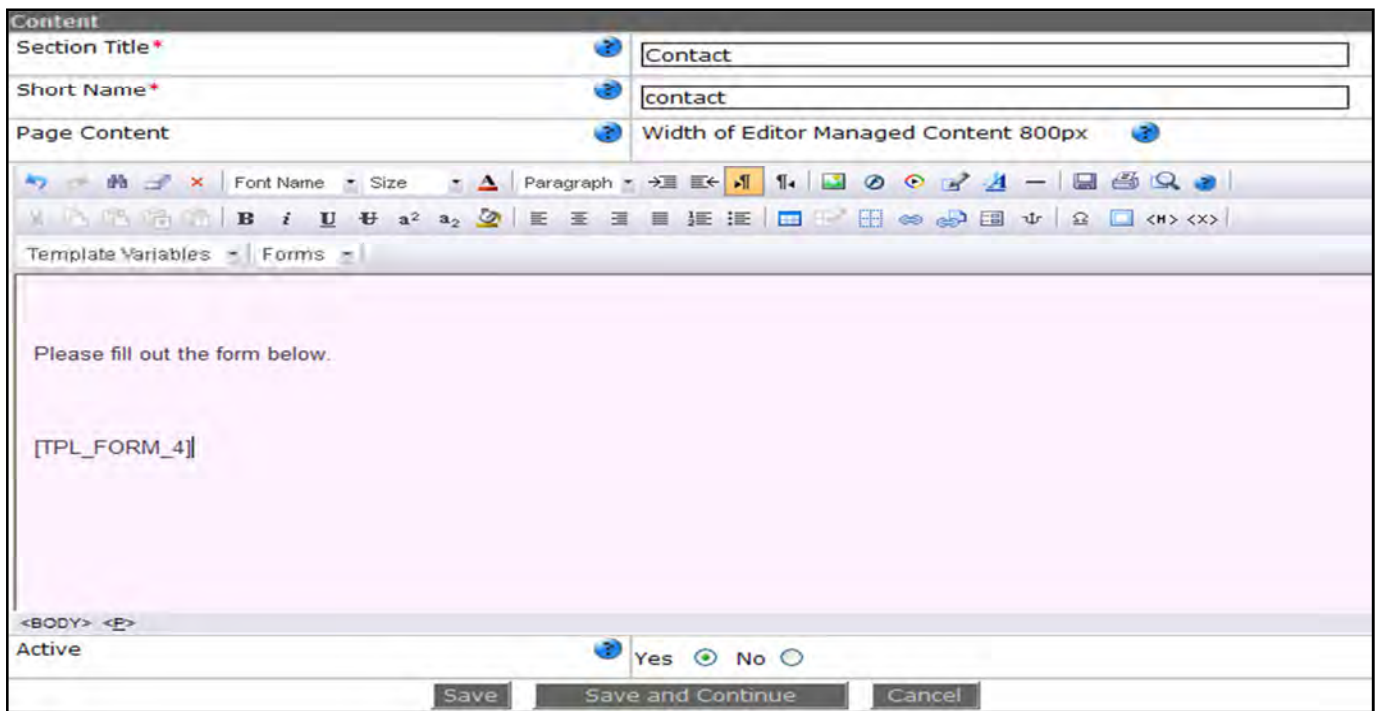 Content
Section Title*
Contact
Short Name*
contact
Page Content
Width of Editor Managed Content 800px
Font Name Size A Paragraph
B i U U a² a₂ Ω <H> <X>
Template Variables Forms
Please fill out the form below.
[TPL_FORM_4]
<BODY> <P>
Active
Yes No
Save Save and Continue Cancel